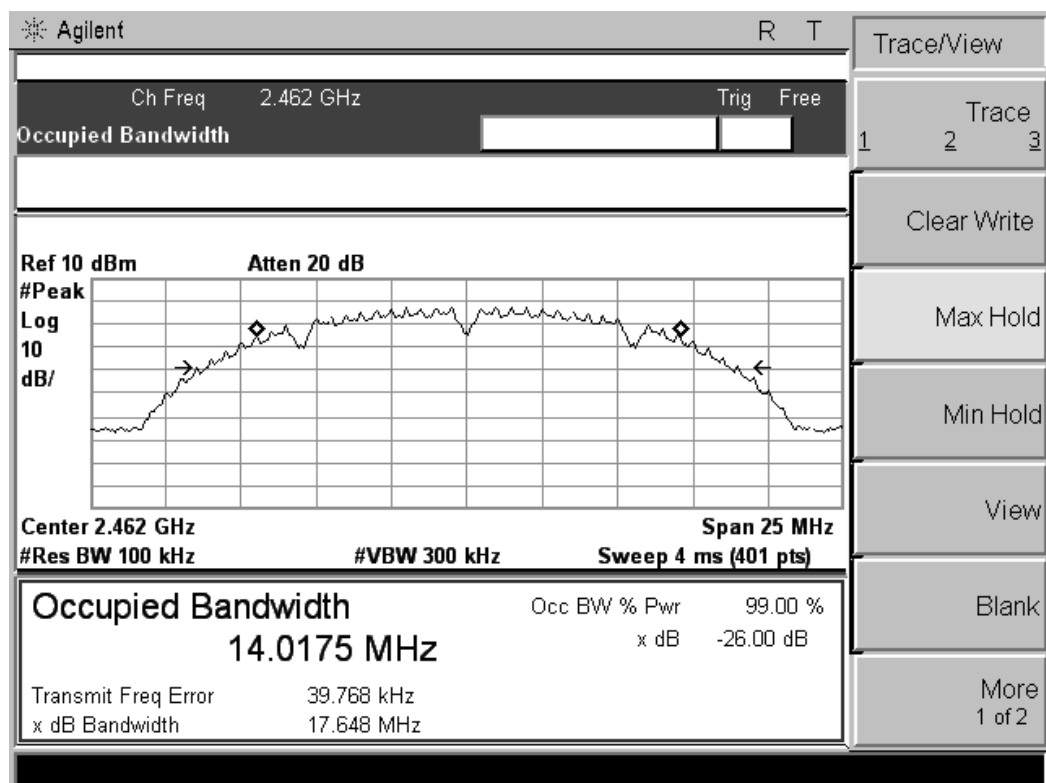 Agilent R T
Ch Freq 2.462 GHz Trig Free
Occupied Bandwidth
Ref 10 dBm Atten 20 dB
#Peak
Log
10
dB/
Center 2.462 GHz Span 25 MHz
#Res BW 100 kHz #VBW 300 kHz Sweep 4 ms (401 pts)
Occupied Bandwidth Occ BW % Pwr 99.00 %
14.0175 MHz x dB -26.00 dB
Transmit Freq Error 39.768 kHz
x dB Bandwidth 17.648 MHz
Trace/View
Trace
1 2 3
Clear Write
Max Hold
Min Hold
View
Blank
More
1 of 2